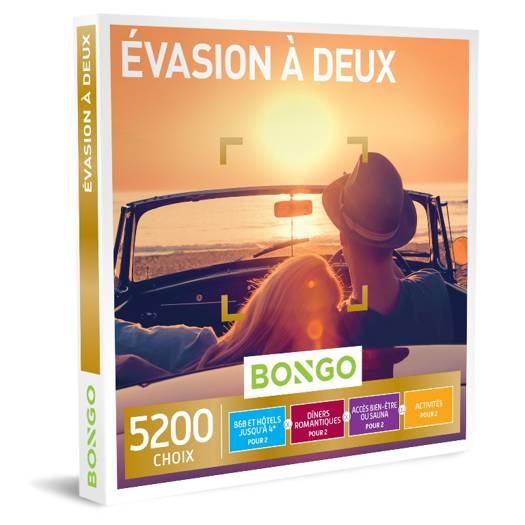 ÉVASION À DEUX
ÉVASION À DEUX
BONGO
BONGO
5200
CHOIX
B&B ET HÔTELS
JUSQU'À 4*
POUR 2
DÎNERS
ROMANTIQUES
POUR 2
ACCÈS BIEN-ÊTRE
OU SAUNA
POUR 2
ACTIVITÉS
POUR 2